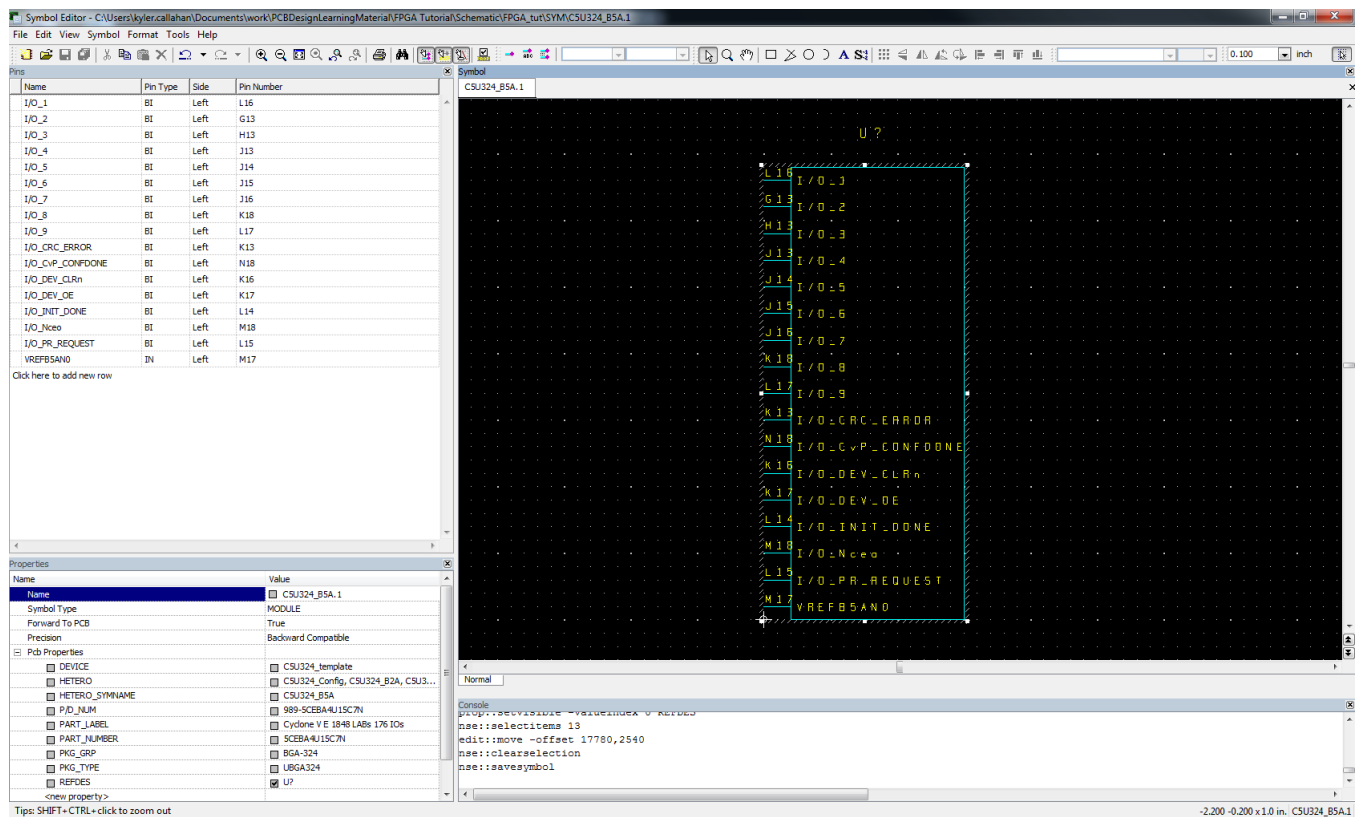 Symbol Editor - C:\Users\kyler.callahan\Documents\work\PCBDesignLearningMaterial\FPGA Tutorial\Schematic\FPGA_tut\SYM\C5U324_B5A.1
File Edit View Symbol Format Tools Help
0.100 inch
Pins
Name Pin Type Side Pin Number
I/O_1 BI Left L16
I/O_2 BI Left G13
I/O_3 BI Left H13
I/O_4 BI Left J13
I/O_5 BI Left J14
I/O_6 BI Left J15
I/O_7 BI Left J16
I/O_8 BI Left K18
I/O_9 BI Left L17
I/O_CRC_ERROR BI Left K13
I/O_CvP_CONFDONE BI Left N18
I/O_DEV_CLRn BI Left K16
I/O_DEV_OE BI Left K17
I/O_INIT_DONE BI Left L14
I/O_Nceo BI Left M18
I/O_PR_REQUEST BI Left L15
VREFB5AN0 IN Left M17
Click here to add new row
Symbol
C5U324_B5A.1
U?
L16 I/O_1
G13 I/O_2
H13 I/O_3
J13 I/O_4
J14 I/O_5
J15 I/O_6
J16 I/O_7
K18 I/O_8
L17 I/O_9
K13 I/O_CRC_ERROR
N18 I/O_CvP_CONFDONE
K16 I/O_DEV_CLRn
K17 I/O_DEV_OE
L14 I/O_INIT_DONE
M18 I/O_Nceo
L15 I/O_PR_REQUEST
M17 VREFB5AN0
Normal
Properties
Name Value
Name C5U324_B5A.1
Symbol Type MODULE
Forward To PCB True
Precision Backward Compatible
Pcb Properties
DEVICE C5U324_template
HETERO C5U324_Config, C5U324_B2A, C5U3...
HETERO_SYMNAME C5U324_B5A
P/D_NUM 989-5CEBA4U15C7N
PART_LABEL Cyclone V E 1848 LABs 176 IOs
PART_NUMBER 5CEBA4U15C7N
PKG_GRP BGA-324
PKG_TYPE UBGA324
REFDES U?
<new property>
Console
prop::setvisible -valueindex 0 REFDES
nse::selectitems 13
edit::move -offset 17780,2540
nse::clearselection
nse::savesymbol
Tips: SHIFT+CTRL+click to zoom out
-2.200 -0.200 x1.0 in. C5U324_B5A.1